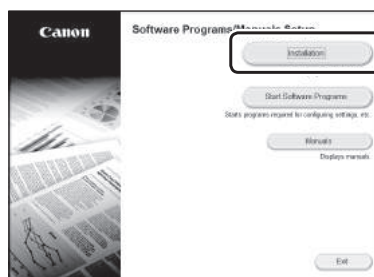 Canon
Software Programs/Manuals Setup
Installation
Start Software Programs
Starts programs required for configuring settings, etc.
Manuals
Displays manuals.
Exit